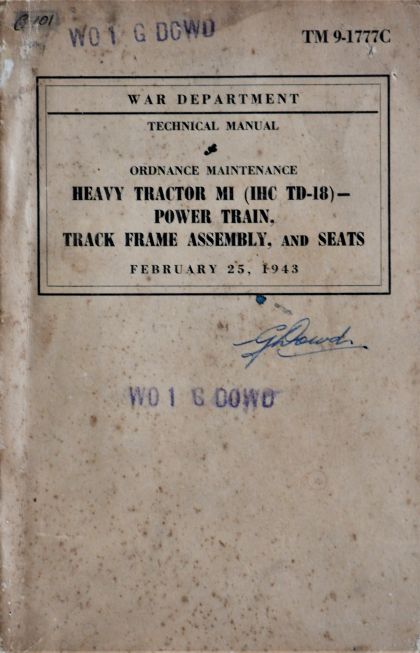 C 101
WO 1 G DOWD
TM 9-1777C
WAR DEPARTMENT
TECHNICAL MANUAL
ORDNANCE MAINTENANCE
HEAVY TRACTOR M1 (IHC TD-18)—
POWER TRAIN,
TRACK FRAME ASSEMBLY, AND SEATS
FEBRUARY 25, 1943
G Dowd
WO 1 G DOWD